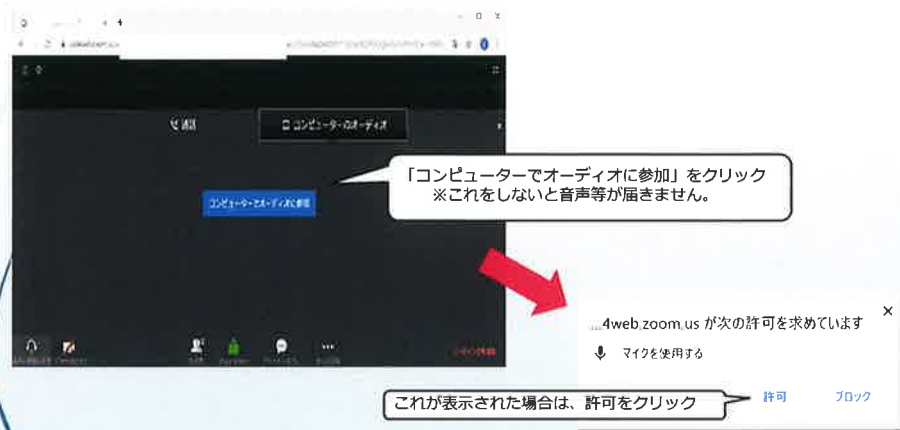 通話
コンピューターのオーディオ
コンピューターでオーディオに参加
「コンピューターでオーディオに参加」をクリック
※これをしないと音声等が届きません。
4web.zoom.us が次の許可を求めています
マイクを使用する
許可
ブロック
これが表示された場合は、許可をクリック